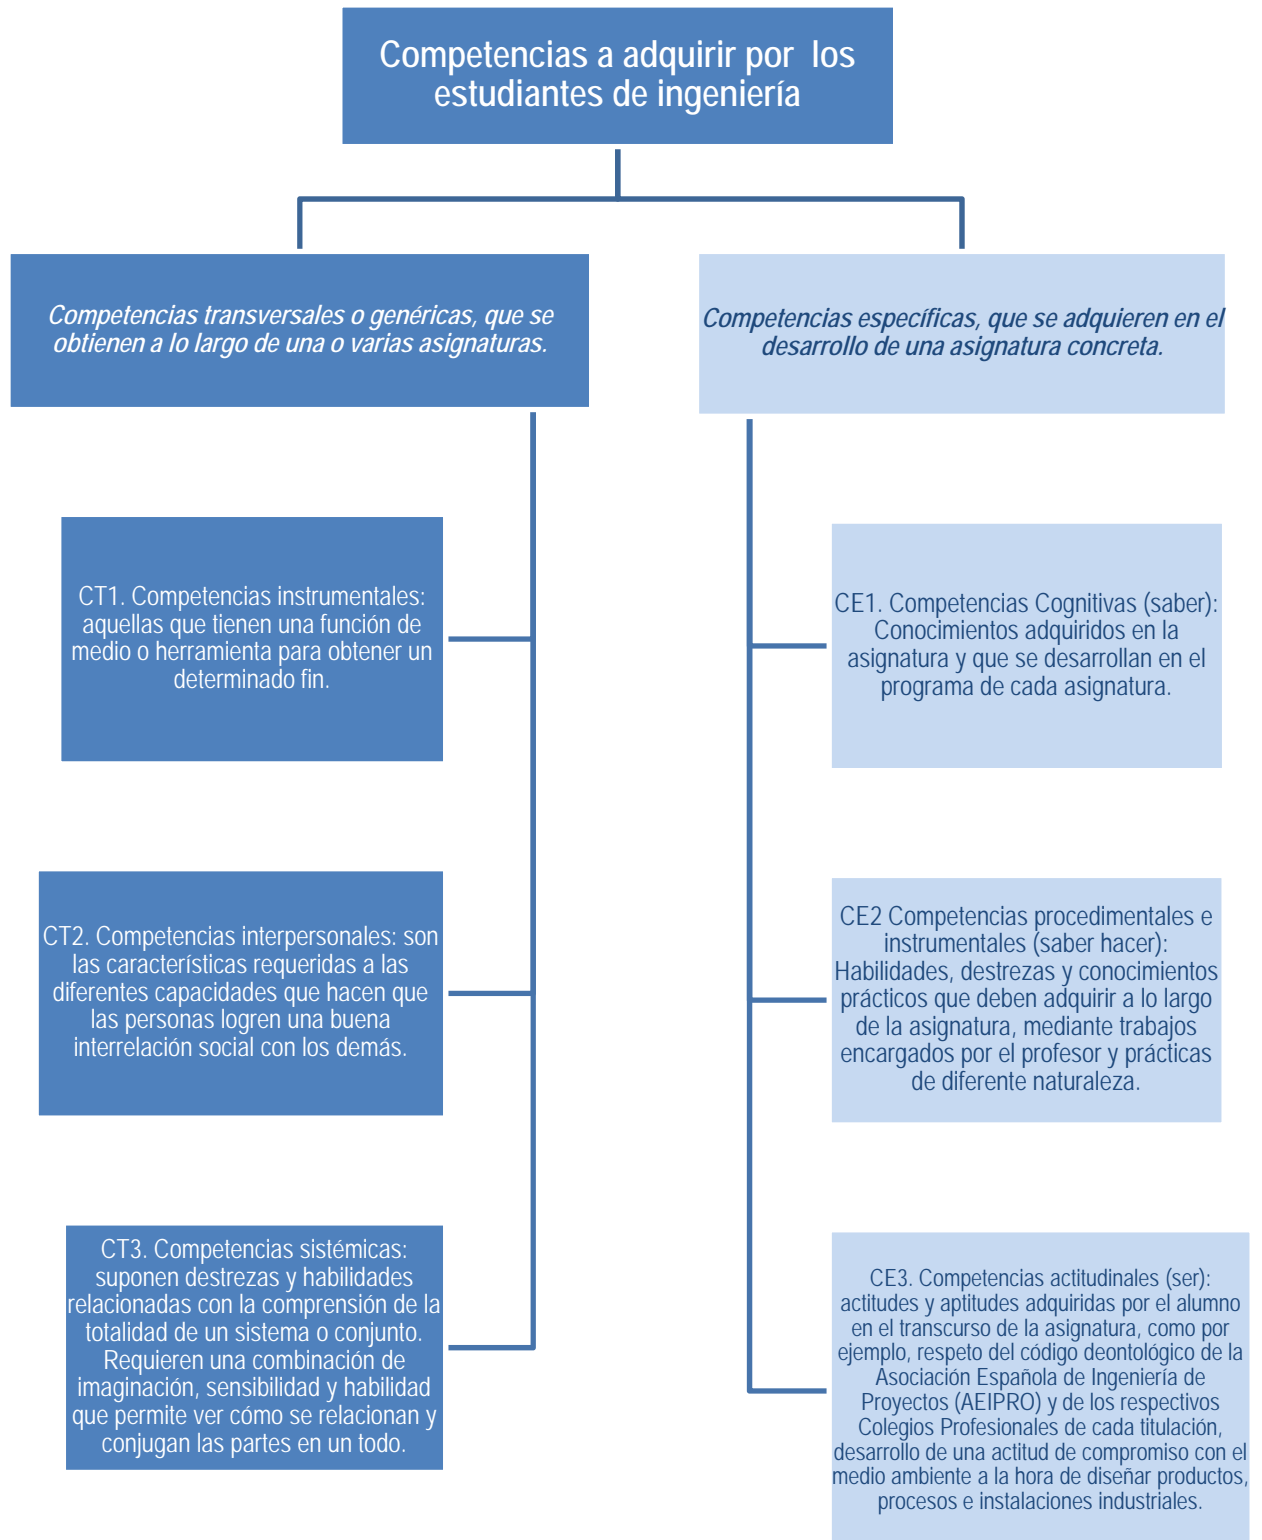 Competencias a adquirir por los
estudiantes de ingeniería
Competencias transversales o genéricas, que se
obtienen a lo largo de una o varias asignaturas.
CT1. Competencias instrumentales:
aquellas que tienen una función de
medio o herramienta para obtener un
determinado fin.
CT2. Competencias interpersonales: son
las características requeridas a las
diferentes capacidades que hacen que
las personas logren una buena
interrelación social con los demás.
CT3. Competencias sistémicas:
suponen destrezas y habilidades
relacionadas con la comprensión de la
totalidad de un sistema o conjunto.
Requieren una combinación de
imaginación, sensibilidad y habilidad
que permite ver cómo se relacionan y
conjugan las partes en un todo.
Competencias específicas, que se adquieren en el
desarrollo de una asignatura concreta.
CE1. Competencias Cognitivas (saber):
Conocimientos adquiridos en la
asignatura y que se desarrollan en el
programa de cada asignatura.
CE2 Competencias procedimentales e
instrumentales (saber hacer):
Habilidades, destrezas y conocimientos
prácticos que deben adquirir a lo largo
de la asignatura, mediante trabajos
encargados por el profesor y prácticas
de diferente naturaleza.
CE3. Competencias actitudinales (ser):
actitudes y aptitudes adquiridas por el alumno
en el transcurso de la asignatura, como por
ejemplo, respeto del código deontológico de la
Asociación Española de Ingeniería de
Proyectos (AEIPRO) y de los respectivos
Colegios Profesionales de cada titulación,
desarrollo de una actitud de compromiso con el
medio ambiente a la hora de diseñar productos,
procesos e instalaciones industriales.